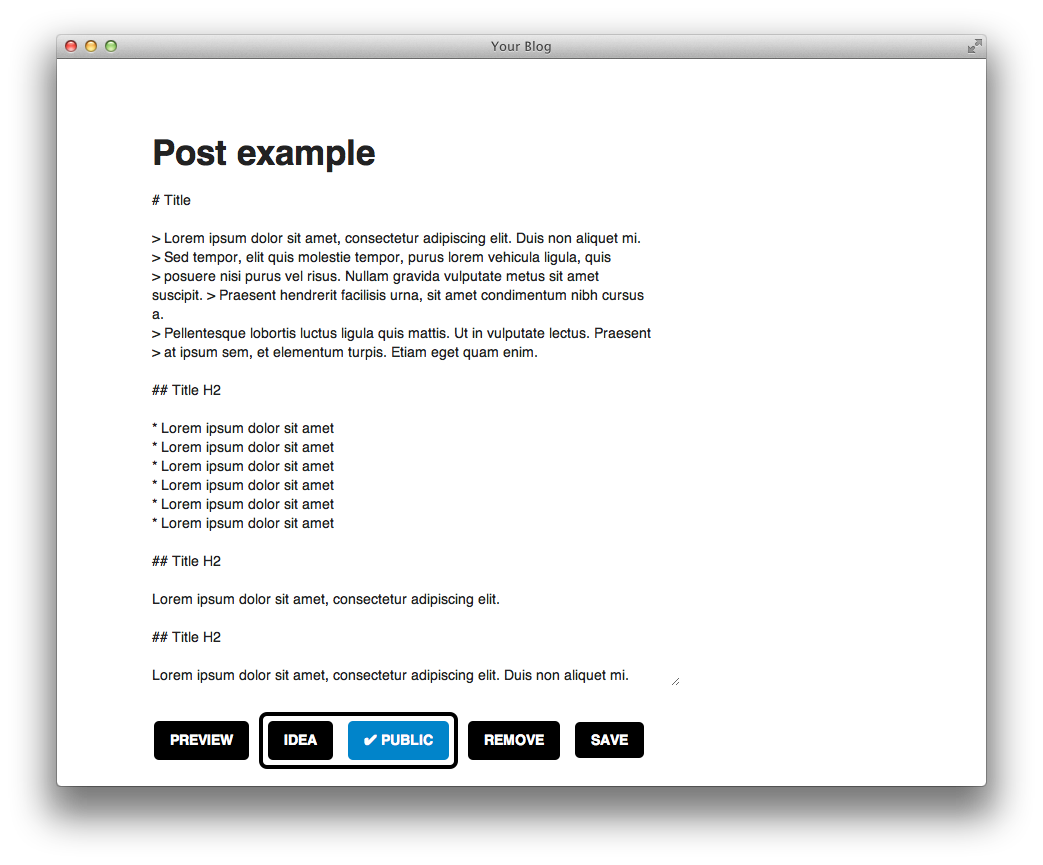 Your Blog
Post example
# Title
> Lorem ipsum dolor sit amet, consectetur adipiscing elit. Duis non aliquet mi.
> Sed tempor, elit quis molestie tempor, purus lorem vehicula ligula, quis
> posuere nisi purus vel risus. Nullam gravida vulputate metus sit amet
suscipit. > Praesent hendrerit facilisis urna, sit amet condimentum nibh cursus
a.
> Pellentesque lobortis luctus ligula quis mattis. Ut in vulputate lectus. Praesent
> at ipsum sem, et elementum turpis. Etiam eget quam enim.
## Title H2
* Lorem ipsum dolor sit amet
* Lorem ipsum dolor sit amet
* Lorem ipsum dolor sit amet
* Lorem ipsum dolor sit amet
* Lorem ipsum dolor sit amet
* Lorem ipsum dolor sit amet
## Title H2
Lorem ipsum dolor sit amet, consectetur adipiscing elit.
## Title H2
Lorem ipsum dolor sit amet, consectetur adipiscing elit. Duis non aliquet mi.
PREVIEW IDEA ✔ PUBLIC REMOVE SAVE